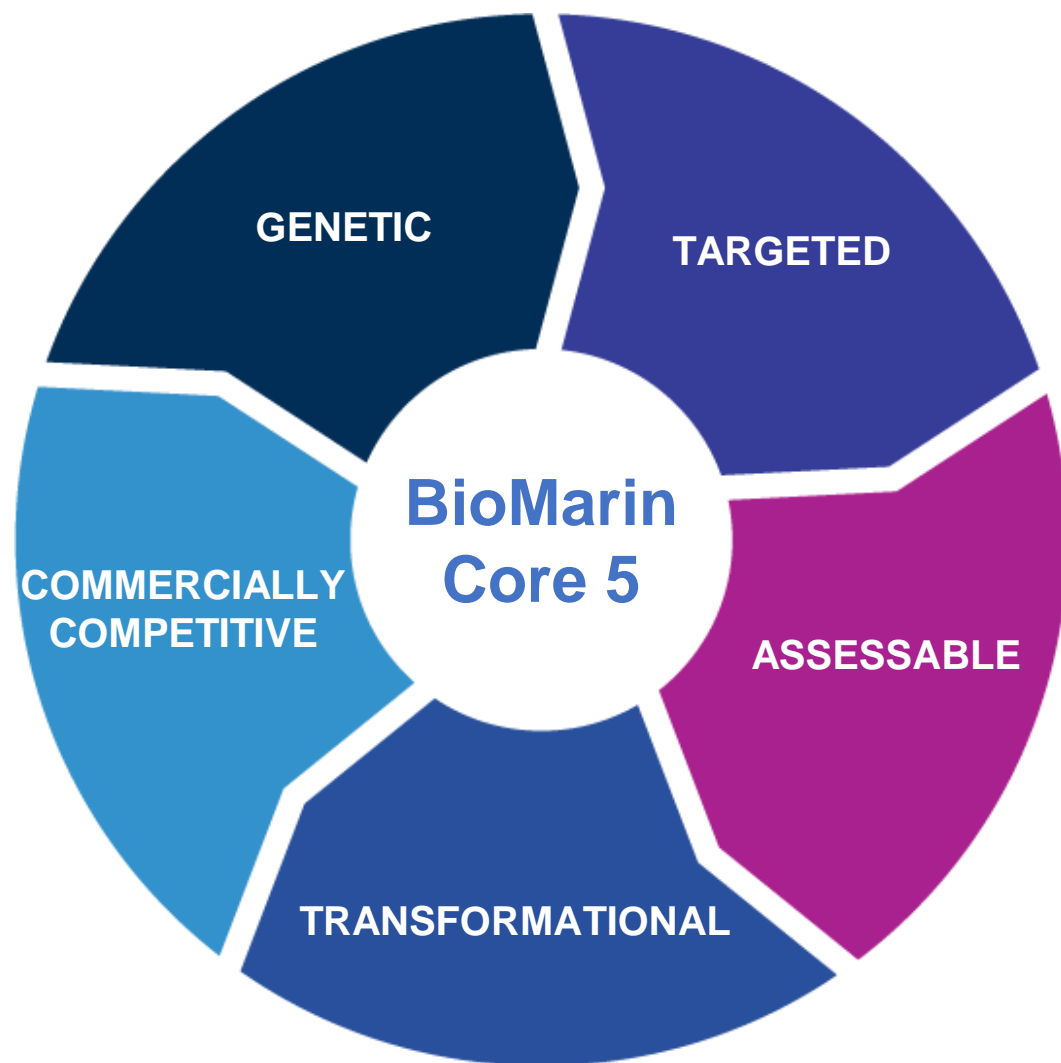 GENETIC
TARGETED
BioMarin
Core 5
COMMERCIALLY
COMPETITIVE
ASSESSABLE
TRANSFORMATIONAL